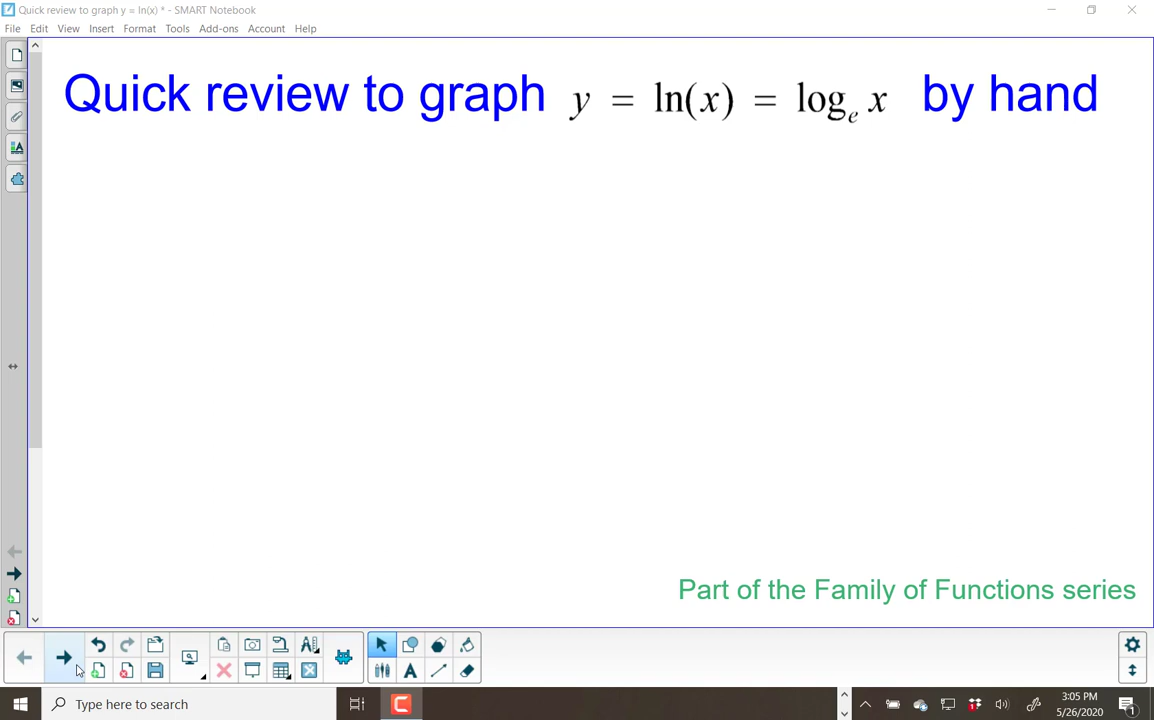 Quick review to graph y = ln(x) * - SMART Notebook
File Edit View Insert Format Tools Add-ons Account Help
Quick review to graph y = ln(x) = logₑ x by hand
Part of the Family of Functions series
Type here to search
3:05 PM
5/26/2020
1